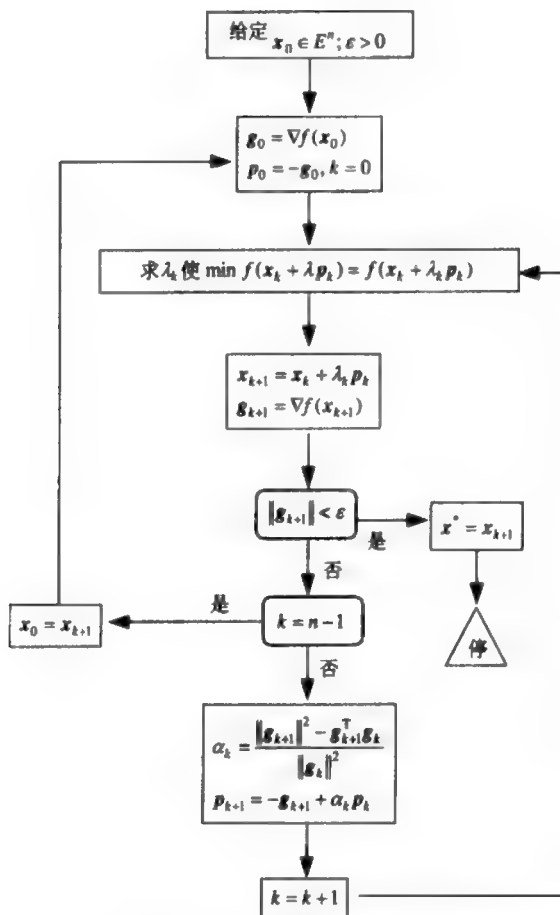 给定 x₀ ∈ Eⁿ; ε > 0
g₀ = ∇f(x₀)
p₀ = −g₀, k = 0
求λₖ使 min f(xₖ + λpₖ) = f(xₖ + λₖpₖ)
xₖ₊₁ = xₖ + λₖpₖ
gₖ₊₁ = ∇f(xₖ₊₁)
‖gₖ₊₁‖ < ε
是
x* = xₖ₊₁
否
停
是
x₀ = xₖ₊₁
k = n−1
否
αₖ = (‖gₖ₊₁‖² − gₖ₊₁ᵀgₖ) / ‖gₖ‖²
pₖ₊₁ = −gₖ₊₁ + αₖpₖ
k = k+1